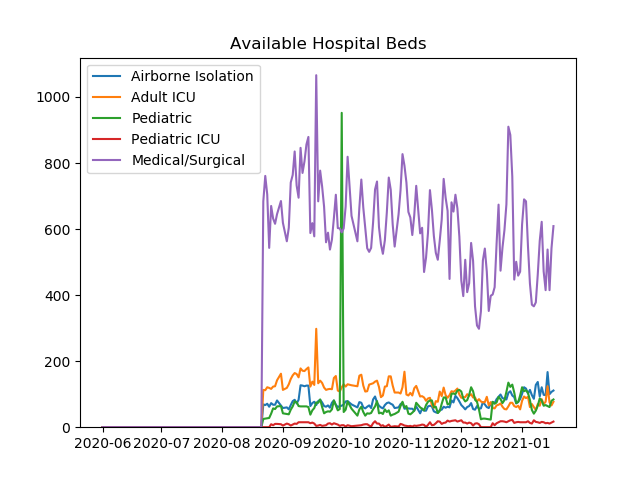 Available Hospital Beds
Airborne Isolation
Adult ICU
Pediatric
Pediatric ICU
Medical/Surgical
1000
800
600
400
200
0
2020-06 2020-07 2020-08 2020-09 2020-10 2020-11 2020-12 2021-01